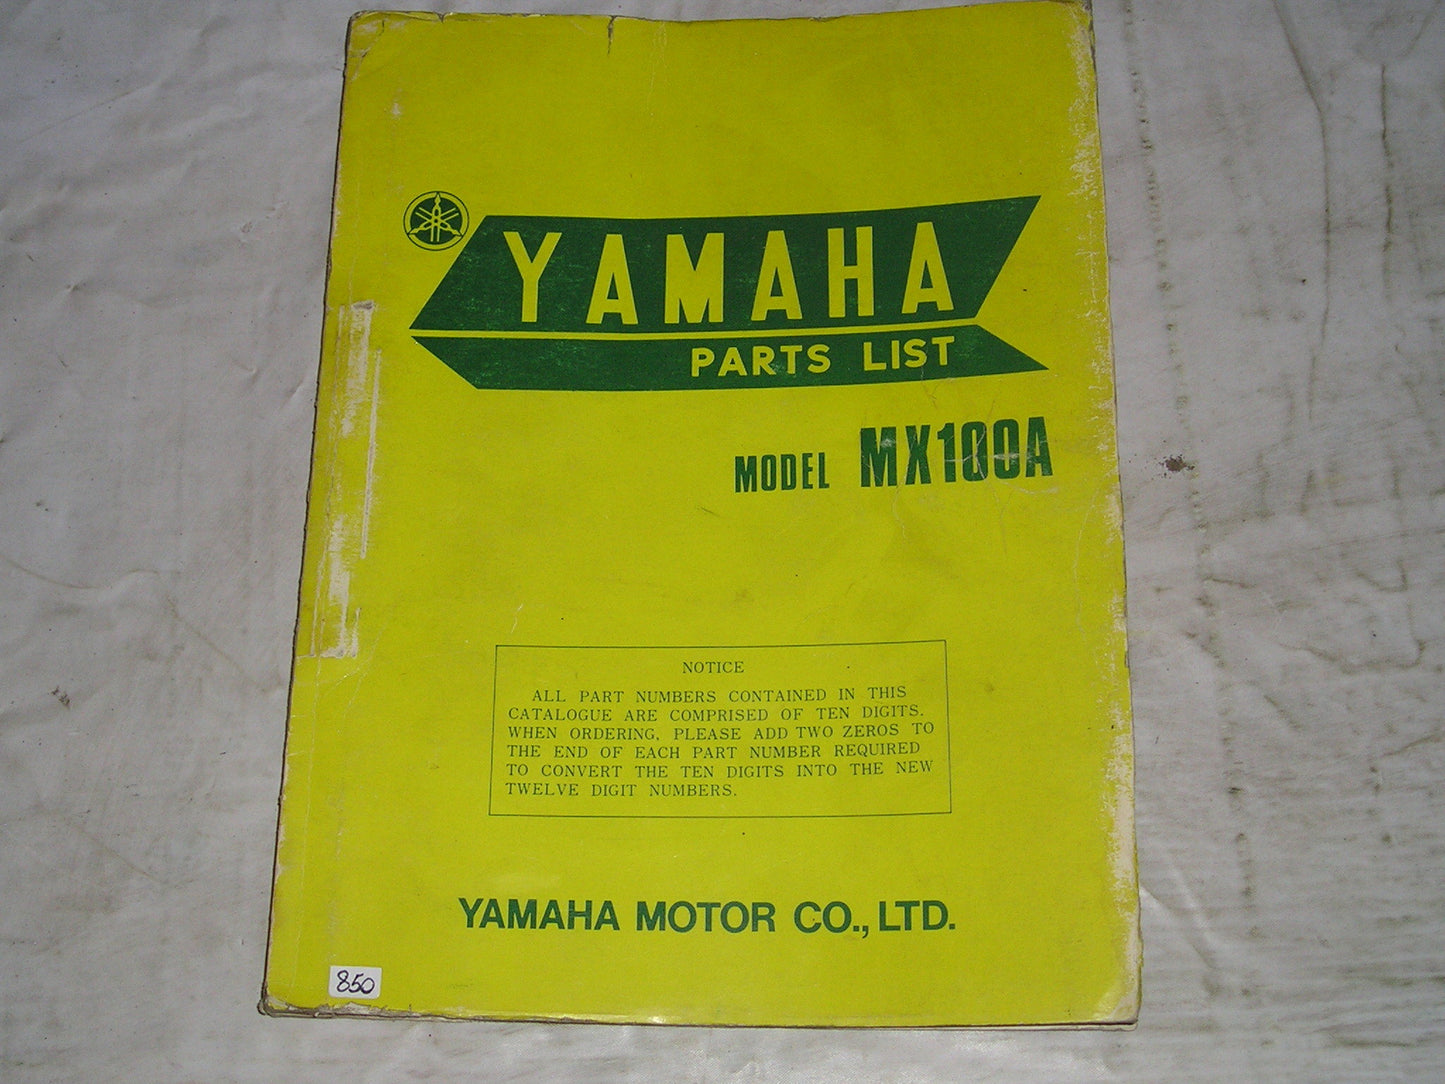 YAMAHA
PARTS LIST
MODEL MX100A
NOTICE
ALL PART NUMBERS CONTAINED IN THIS
CATALOGUE ARE COMPRISED OF TEN DIGITS.
WHEN ORDERING, PLEASE ADD TWO ZEROS TO
THE END OF EACH PART NUMBER REQUIRED
TO CONVERT THE TEN DIGITS INTO THE NEW
TWELVE DIGIT NUMBERS.
YAMAHA MOTOR CO., LTD.
850